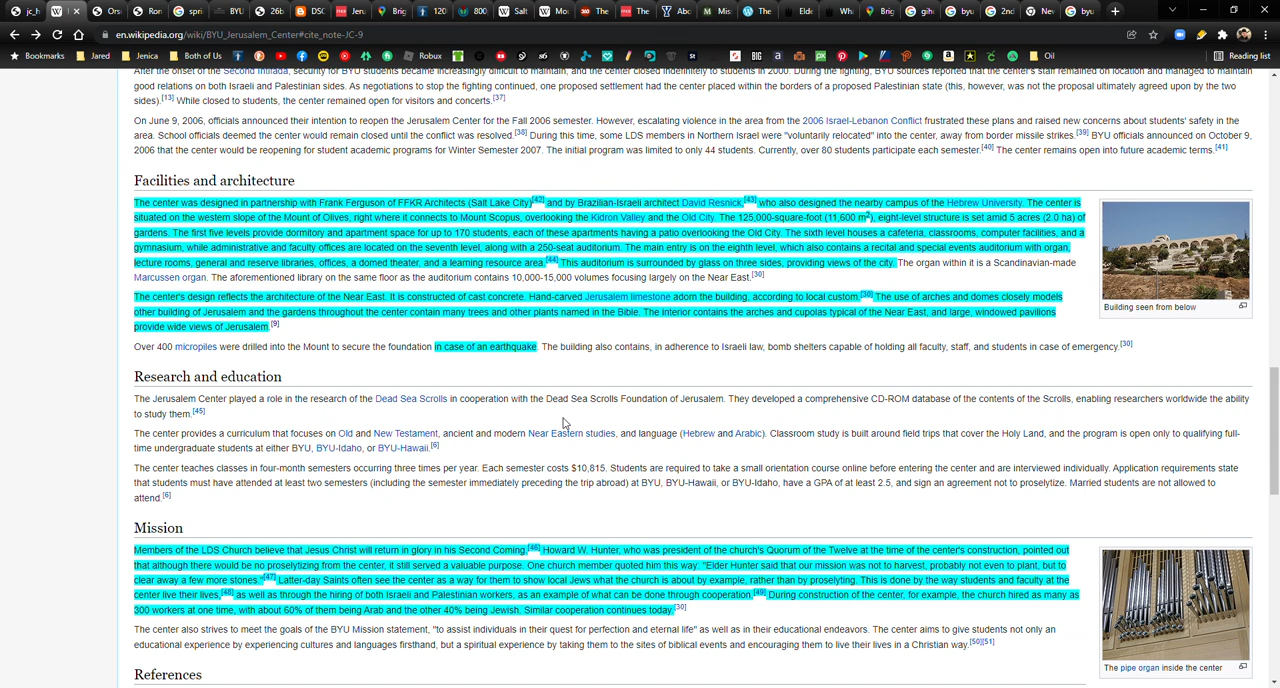 jc_h
Ors
Ron
spri
BYU
26b
DSC
Jeru
Brig
120
800
Salt
Mo
The
The
Abc
Mis
The
Elde
Wha
Brig
gih
byu
2nd
Ne
byu
en.wikipedia.org/wiki/BYU_Jerusalem_Center#cite_note-JC-9
Bookmarks Jared Jenica Both of Us Roblux Oil Reading list
After the onset of the Second Intifada, security for BYU students became increasingly difficult to maintain, and the center closed indefinitely to students in 2000. During the fighting, BYU sources reported that the center's staff remained on location and managed to maintain
good relations on both Israeli and Palestinian sides. As negotiations to stop the fighting continued, one proposed settlement had the center placed within the borders of a proposed Palestinian state (this, however, was not the proposal ultimately agreed upon by the two
sides).[13] While closed to students, the center remained open for visitors and concerts.[37]
On June 9, 2006, officials announced their intention to reopen the Jerusalem Center for the Fall 2006 semester. However, escalating violence in the area from the 2006 Israel-Lebanon Conflict frustrated these plans and raised new concerns about students' safety in the
area. School officials deemed the center would remain closed until the conflict was resolved.[38] During this time, some LDS members in Northern Israel were "voluntarily relocated" into the center, away from border missile strikes.[39] BYU officials announced on October 9,
2006 that the center would be reopening for student academic programs for Winter Semester 2007. The initial program was limited to only 44 students. Currently, over 80 students participate each semester.[40] The center remains open into future academic terms.[41]
Facilities and architecture
The center was designed in partnership with Frank Ferguson of FFKR Architects (Salt Lake City)[42] and by Brazilian-Israeli architect David Resnick,[43] who also designed the nearby campus of the Hebrew University. The center is
situated on the western slope of the Mount of Olives, right where it connects to Mount Scopus, overlooking the Kidron Valley and the Old City. The 125,000-square-foot (11,600 m2), eight-level structure is set amid 5 acres (2.0 ha) of
gardens. The first five levels provide dormitory and apartment space for up to 170 students, each of these apartments having a patio overlooking the Old City. The sixth level houses a cafeteria, classrooms, computer facilities, and a
gymnasium, while administrative and faculty offices are located on the seventh level, along with a 250-seat auditorium. The main entry is on the eighth level, which also contains a recital and special events auditorium with organ,
lecture rooms, general and reserve libraries, offices, a domed theater, and a learning resource area.[44] This auditorium is surrounded by glass on three sides, providing views of the city. The organ within it is a Scandinavian-made
Marcussen organ. The aforementioned library on the same floor as the auditorium contains 10,000-15,000 volumes focusing largely on the Near East.[30]
The center's design reflects the architecture of the Near East. It is constructed of cast concrete. Hand-carved Jerusalem limestone adorn the building, according to local custom.[30] The use of arches and domes closely models
other building of Jerusalem and the gardens throughout the center contain many trees and other plants named in the Bible. The interior contains the arches and cupolas typical of the Near East, and large, windowed pavilions
provide wide views of Jerusalem.[9]
Building seen from below
Over 400 micropiles were drilled into the Mount to secure the foundation in case of an earthquake. The building also contains, in adherence to Israeli law, bomb shelters capable of holding all faculty, staff, and students in case of emergency.[30]
Research and education
The Jerusalem Center played a role in the research of the Dead Sea Scrolls in cooperation with the Dead Sea Scrolls Foundation of Jerusalem. They developed a comprehensive CD-ROM database of the contents of the Scrolls, enabling researchers worldwide the ability
to study them.[45]
The center provides a curriculum that focuses on Old and New Testament, ancient and modern Near Eastern studies, and language (Hebrew and Arabic). Classroom study is built around field trips that cover the Holy Land, and the program is open only to qualifying full-
time undergraduate students at either BYU, BYU-Idaho, or BYU-Hawaii.[6]
The center teaches classes in four-month semesters occurring three times per year. Each semester costs $10,815. Students are required to take a small orientation course online before entering the center and are interviewed individually. Application requirements state
that students must have attended at least two semesters (including the semester immediately preceding the trip abroad) at BYU, BYU-Hawaii, or BYU-Idaho, have a GPA of at least 2.5, and sign an agreement not to proselytize. Married students are not allowed to
attend.[6]
Mission
Members of the LDS Church believe that Jesus Christ will return in glory in his Second Coming.[46] Howard W. Hunter, who was president of the church's Quorum of the Twelve at the time of the center's construction, pointed out
that although there would be no proselytizing from the center, it still served a valuable purpose. One church member quoted him this way: "Elder Hunter said that our mission was not to harvest, probably not even to plant, but to
clear away a few more stones."[47] Latter-day Saints often see the center as a way for them to show local Jews what the church is about by example, rather than by proselyting. This is done by the way students and faculty at the
center live their lives,[48] as well as through the hiring of both Israeli and Palestinian workers, as an example of what can be done through cooperation.[49] During construction of the center, for example, the church hired as many as
300 workers at one time, with about 60% of them being Arab and the other 40% being Jewish. Similar cooperation continues today.[30]
The center also strives to meet the goals of the BYU Mission statement, "to assist individuals in their quest for perfection and eternal life" as well as in their educational endeavors. The center aims to give students not only an
educational experience by experiencing cultures and languages firsthand, but a spiritual experience by taking them to the sites of biblical events and encouraging them to live their lives in a Christian way.[50][51]
The pipe organ inside the center
References